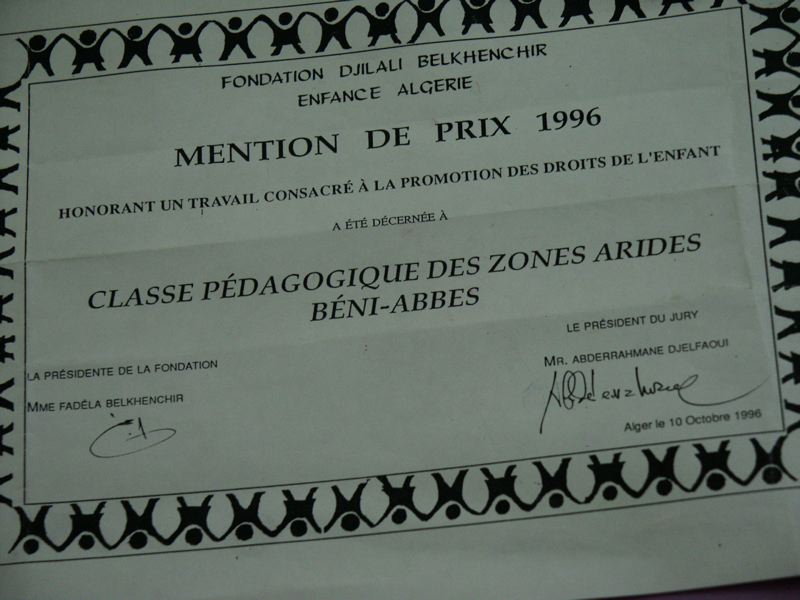 FONDATION DJILALI BELKHENCHIR
ENFANCE ALGERIE
MENTION DE PRIX 1996
HONORANT UN TRAVAIL CONSACRÉ À LA PROMOTION DES DROITS DE L'ENFANT
A ÉTÉ DÉCERNÉE À
CLASSE PÉDAGOGIQUE DES ZONES ARIDES
BÉNI-ABBES
LA PRÉSIDENTE DE LA FONDATION
MME FADÉLA BELKHENCHIR
LE PRÉSIDENT DU JURY
MR. ABDERRAHMANE DJELFAOUI
Alger le 10 Octobre 1996